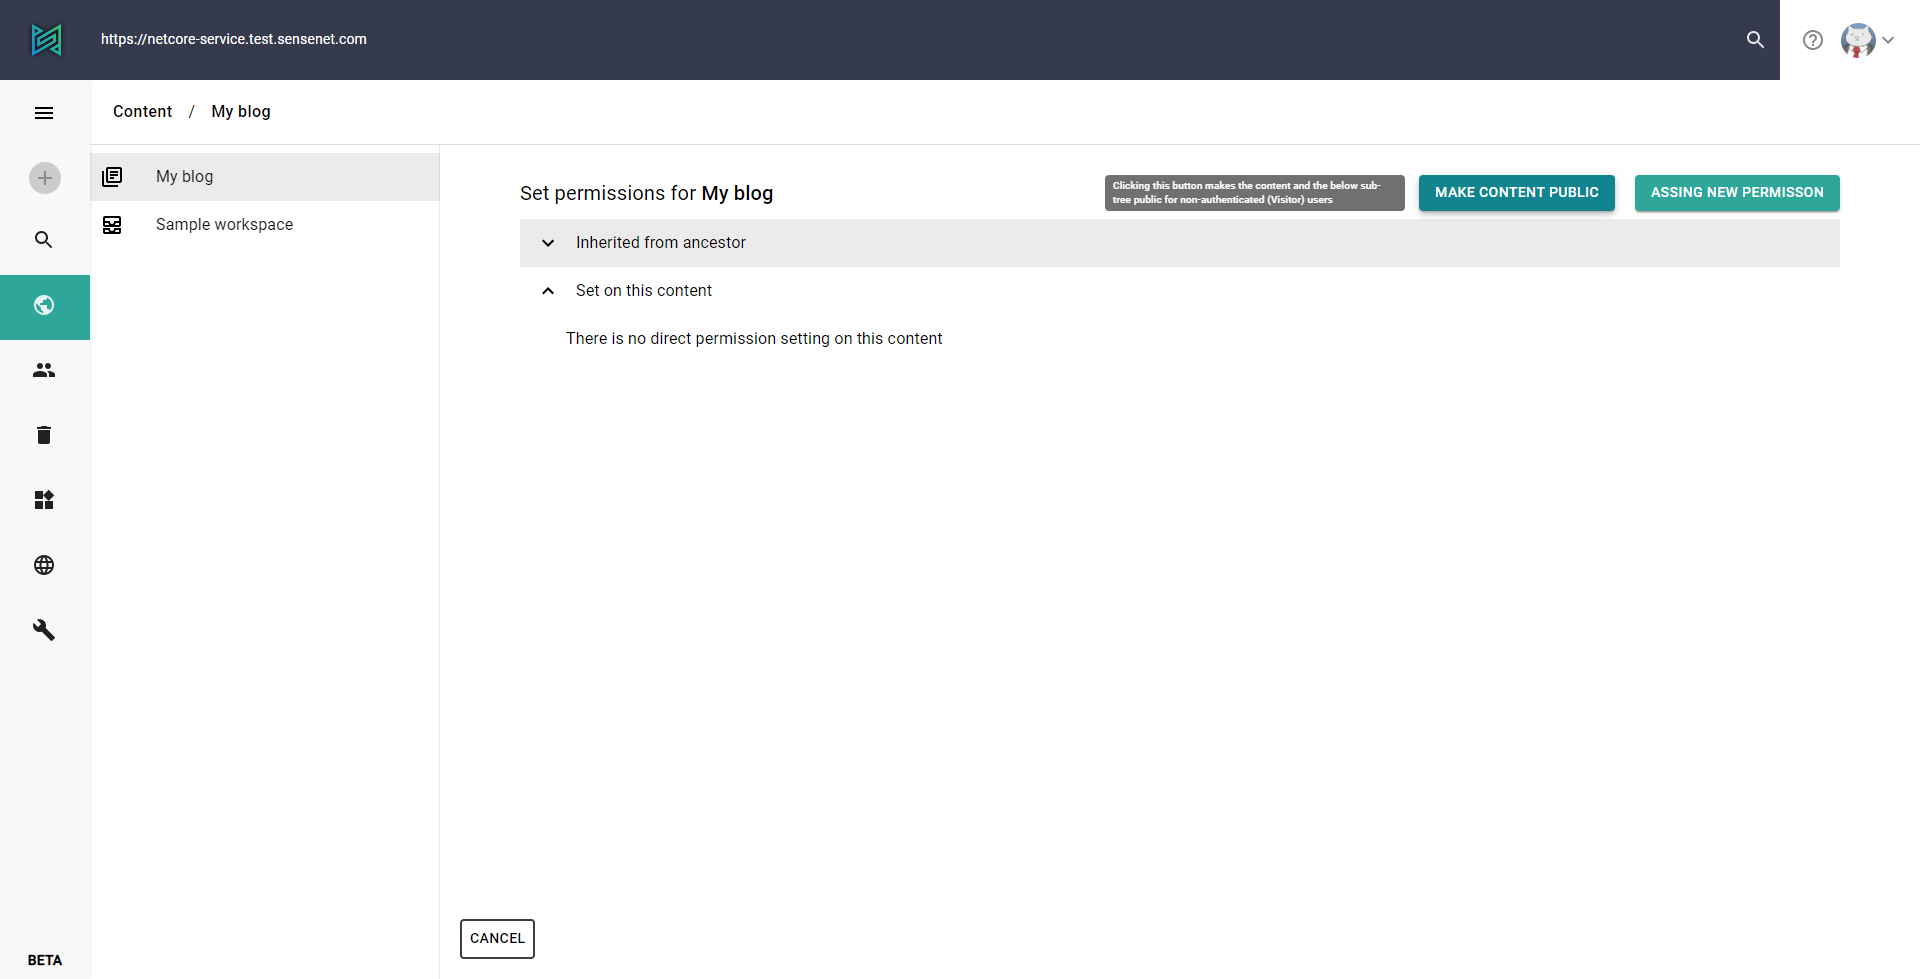 https://netcore-service.test.sensenet.com
Content / My blog
My blog
Sample workspace
Set permissions for My blog
Clicking this button makes the content and the below sub-
tree public for non-authenticated (Visitor) users
MAKE CONTENT PUBLIC
ASSING NEW PERMISSON
Inherited from ancestor
Set on this content
There is no direct permission setting on this content
CANCEL
BETA